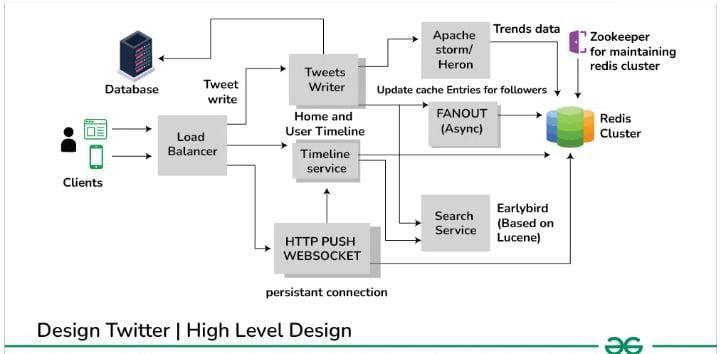 Apache
storm/
Heron
Trends data
Zookeeper
for maintaining
redis cluster
Database
Tweet
write
Tweets
Writer
Update cache Entries for followers
Home and
User Timeline
FANOUT
(Async)
Redis
Cluster
Load
Balancer
Timeline
service
Clients
Search
Service
Earlybird
(Based on
Lucene)
HTTP PUSH
WEBSOCKET
persistant connection
Design Twitter | High Level Design